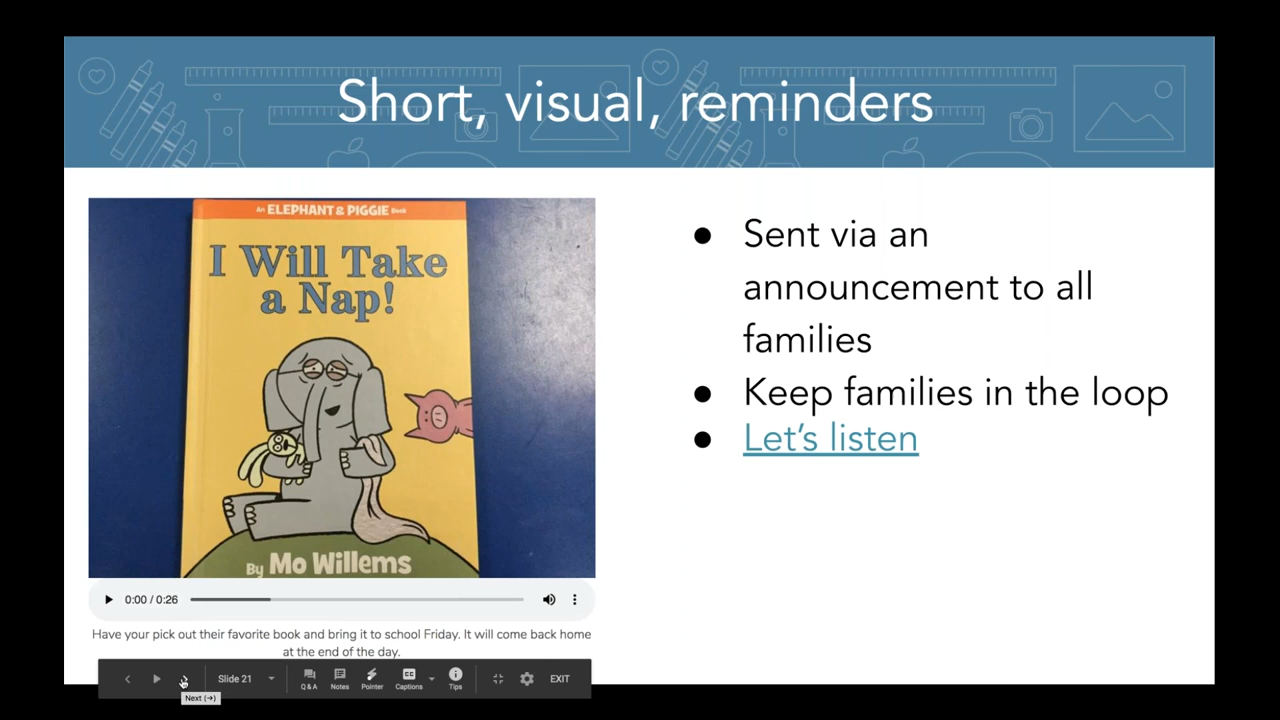 Short, visual, reminders
An ELEPHANT & PIGGIE Book
I Will Take
a Nap!
By Mo Willems
0:00 / 0:26
Have your pick out their favorite book and bring it to school Friday. It will come back home
at the end of the day.
● Sent via an
announcement to all
families
● Keep families in the loop
● Let's listen
Slide 21
Q & A
Notes
Pointer
CC
Captions
Tips
EXIT
Next (→)